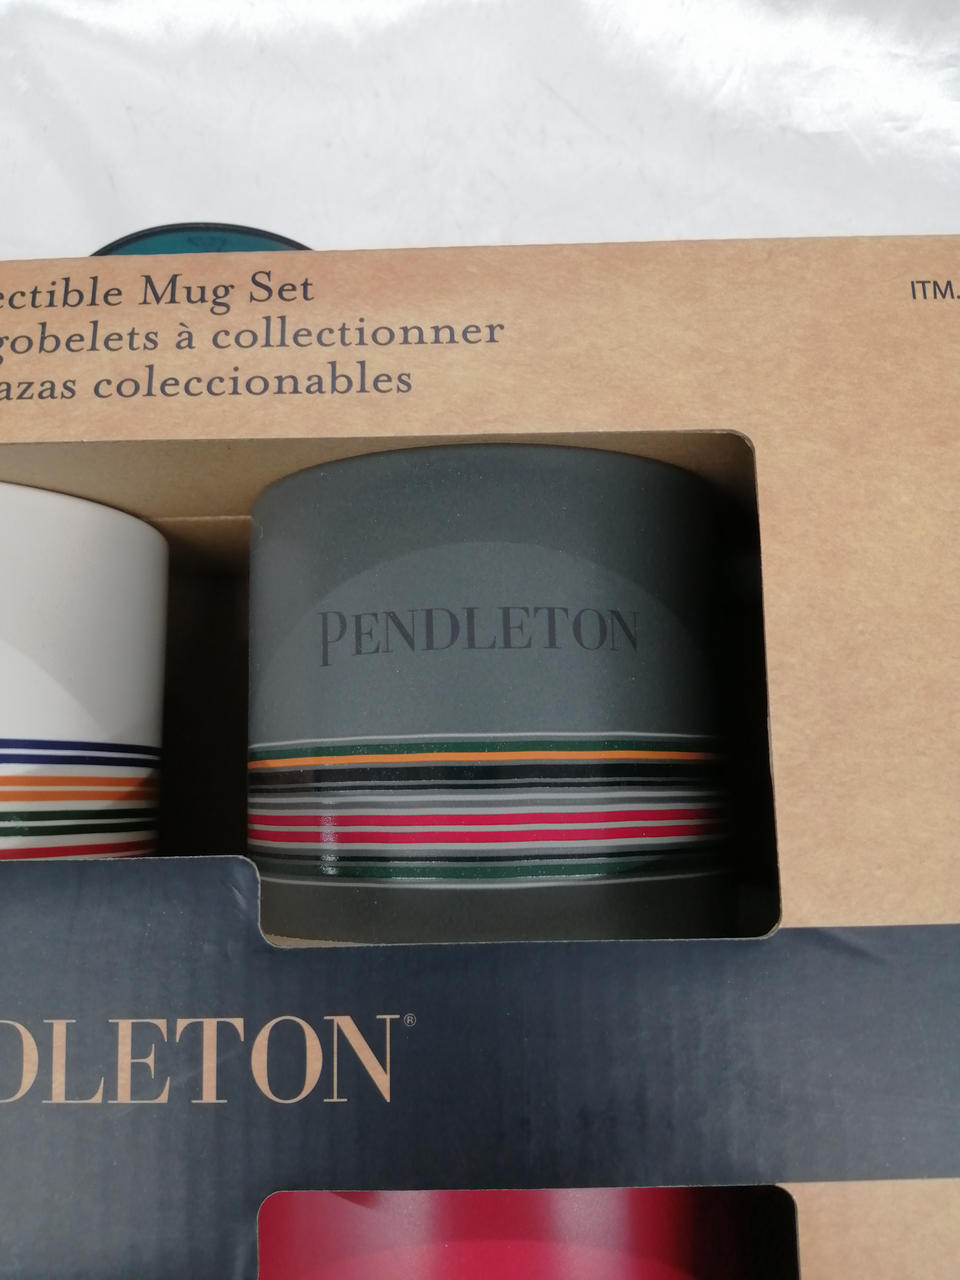 ectible Mug Set
gobelets à collectionner
azas coleccionables
ITM.
PENDLETON
DLETON®